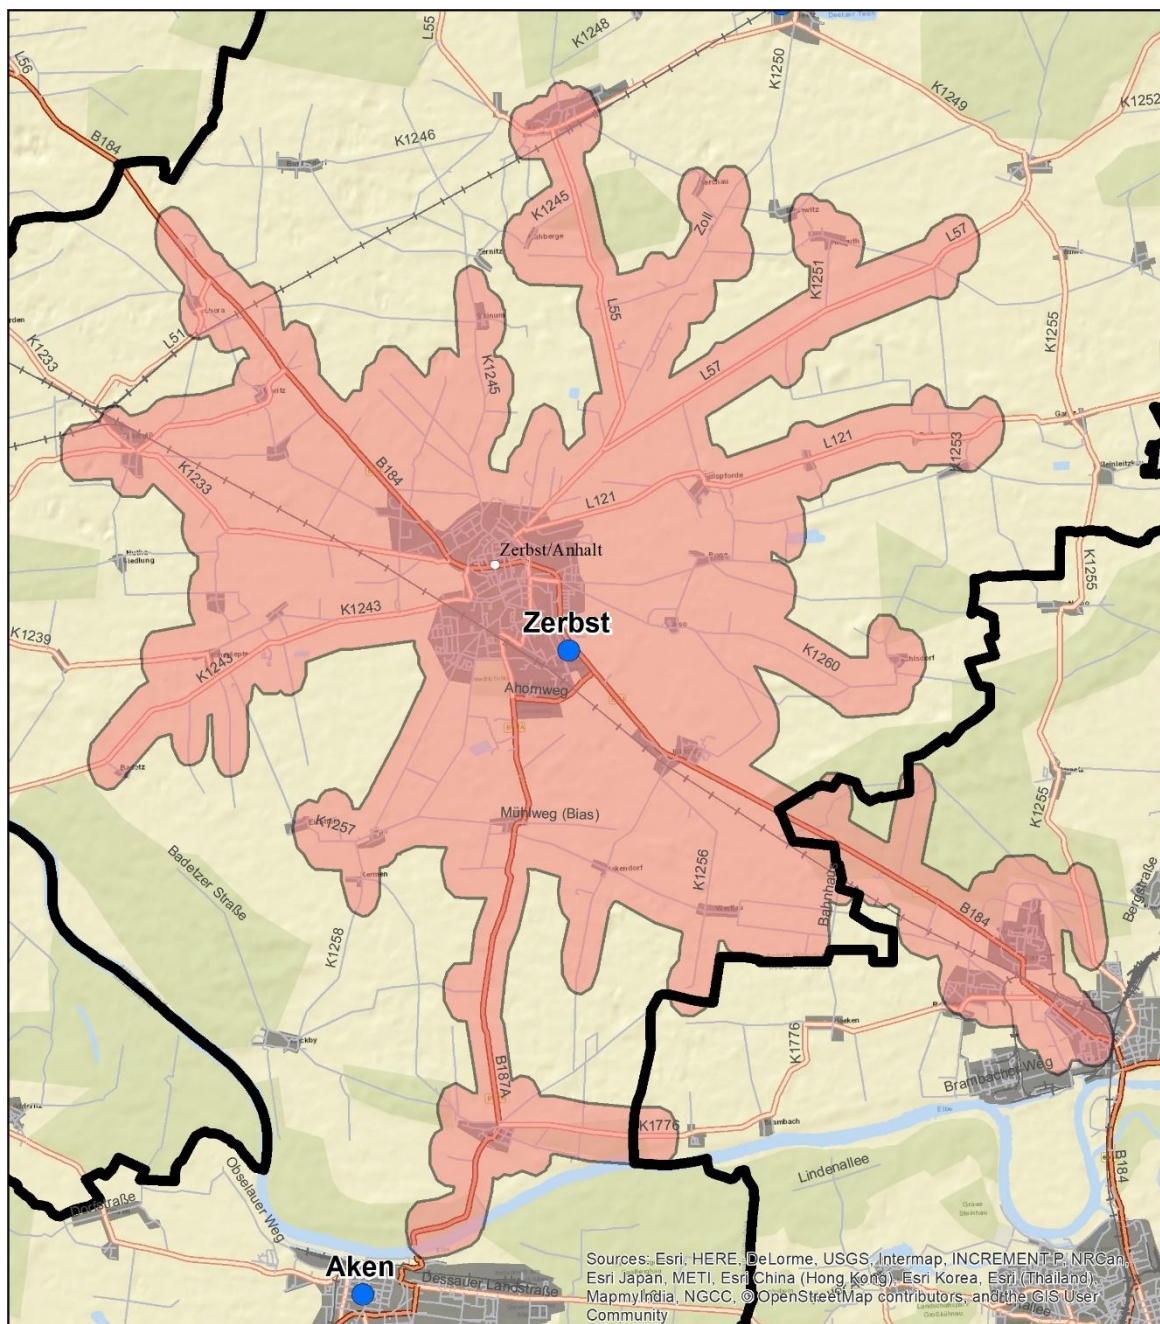 L55
K1248
L56
K1250
K1249
K1252
B184
K1246
K1245
Zoll
L57
K1251
L51
L55
K1255
K1233
K1245
L57
L121
K1253
K1233
B184
L121
Zerbst/Anhalt
K1255
K1243
Zerbst
K1239
K1243
K1260
Ahornweg
K1255
K1257
Mühlweg (Bias)
Badetzer Straße
K1256
Bahnhaus
Bergstraße
B184
K1258
K1776
B187A
Brambacher Weg
Elbe
K1776
Lindenallee
B184
Obselauer Weg
Dorfstraße
Aken
Dessauer Landstraße
Sources: Esri, HERE, DeLorme, USGS, Intermap, INCREMENT P, NRCan,
Esri Japan, METI, Esri China (Hong Kong), Esri Korea, Esri (Thailand),
MapmyIndia, NGCC, © OpenStreetMap contributors, and the GIS User
Community